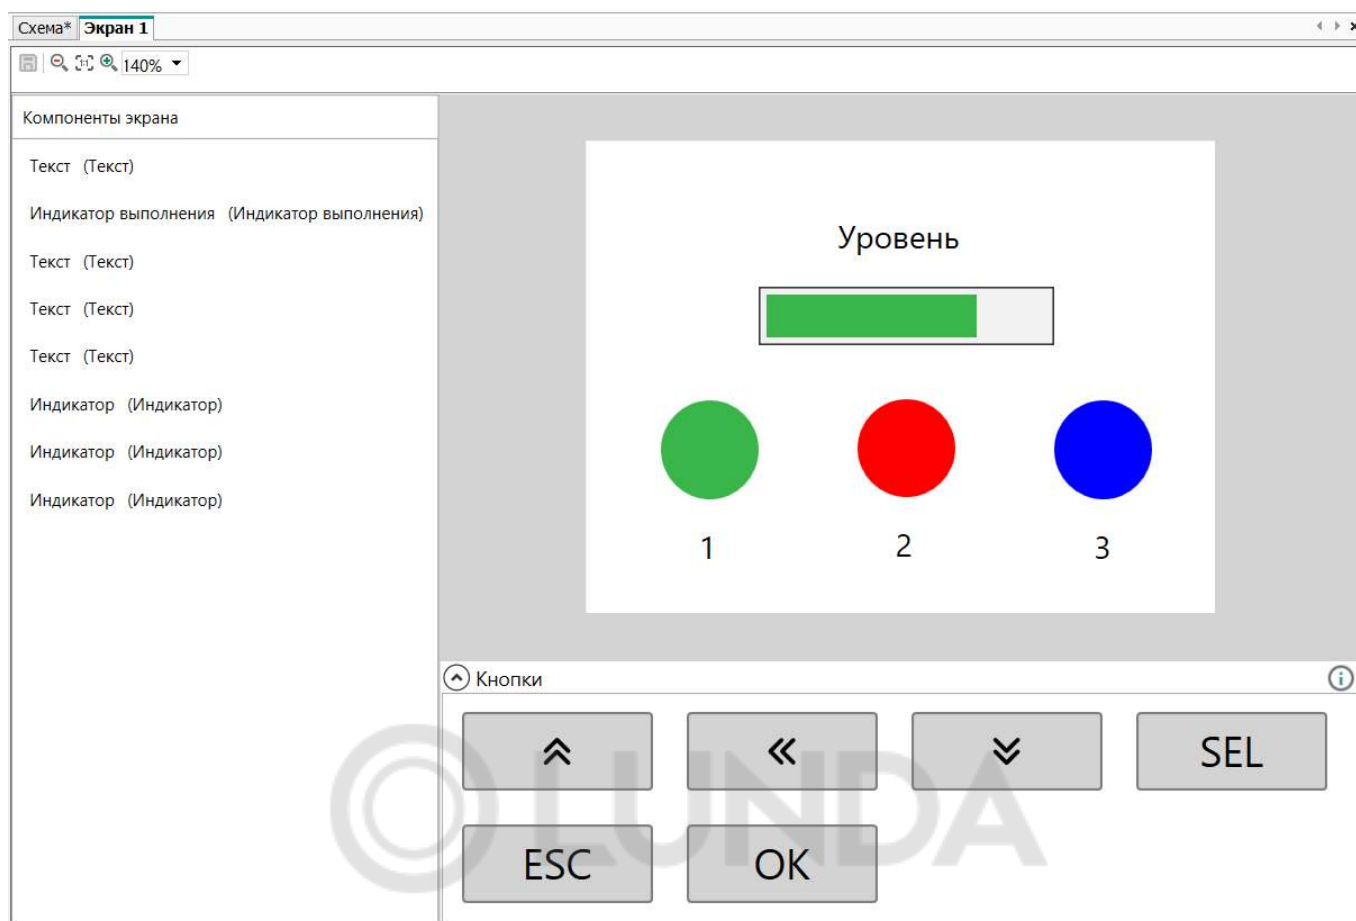 Схема* Экран 1
140%
Компоненты экрана
Текст (Текст)
Индикатор выполнения (Индикатор выполнения)
Текст (Текст)
Текст (Текст)
Текст (Текст)
Индикатор (Индикатор)
Индикатор (Индикатор)
Индикатор (Индикатор)
Уровень
1 2 3
Кнопки
SEL
ESC OK
LUNDA